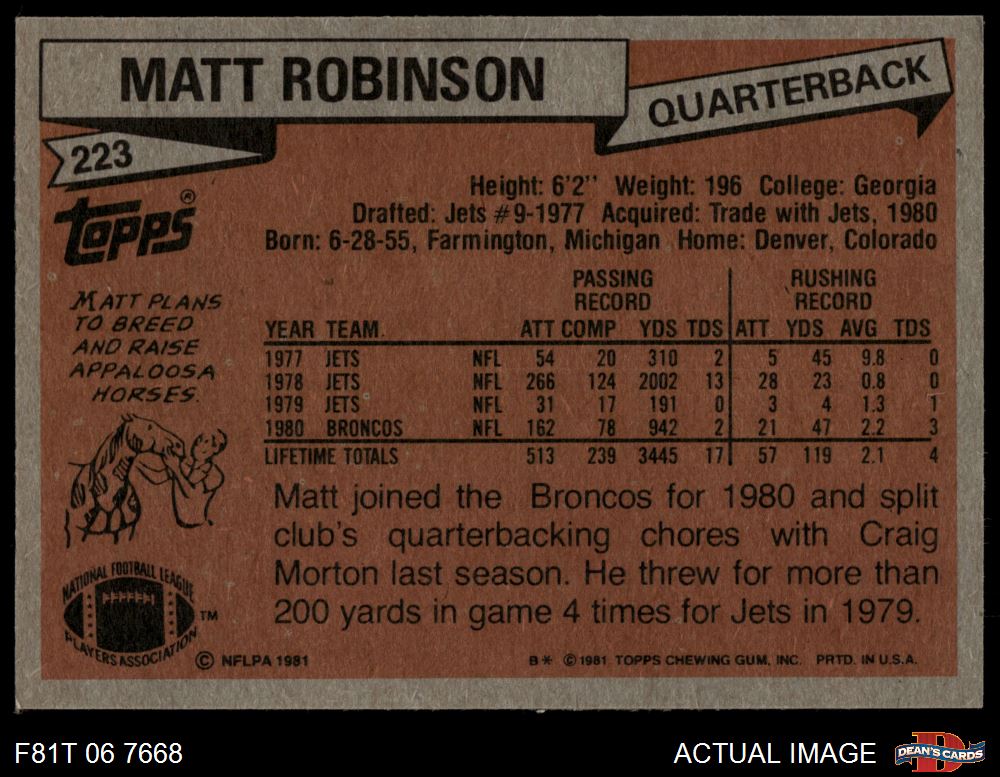 MATT ROBINSON
QUARTERBACK
223
Topps®
Height: 6'2" Weight: 196 College: Georgia
Drafted: Jets #9-1977 Acquired: Trade with Jets, 1980
Born: 6-28-55, Farmington, Michigan Home: Denver, Colorado
MATT PLANS
TO BREED
AND RAISE
APPALOOSA
HORSES.
PASSING RECORD RUSHING RECORD
YEAR TEAM. ATT COMP YDS TDS ATT YDS AVG TDS
1977 JETS NFL 54 20 310 2 5 45 9.8 0
1978 JETS NFL 266 124 2002 13 28 23 0.8 0
1979 JETS NFL 31 17 191 0 3 4 1.3 1
1980 BRONCOS NFL 162 78 942 2 21 47 2.2 3
LIFETIME TOTALS 513 239 3445 17 57 119 2.1 4
Matt joined the Broncos for 1980 and split
club's quarterbacking chores with Craig
Morton last season. He threw for more than
200 yards in game 4 times for Jets in 1979.
NATIONAL FOOTBALL LEAGUE
PLAYERS ASSOCIATION
™
© NFLPA 1981
B* ©1981 TOPPS CHEWING GUM, INC. PRTD. IN U.S.A.
F81T 06 7668
ACTUAL IMAGE
D
DEAN'S CARDS